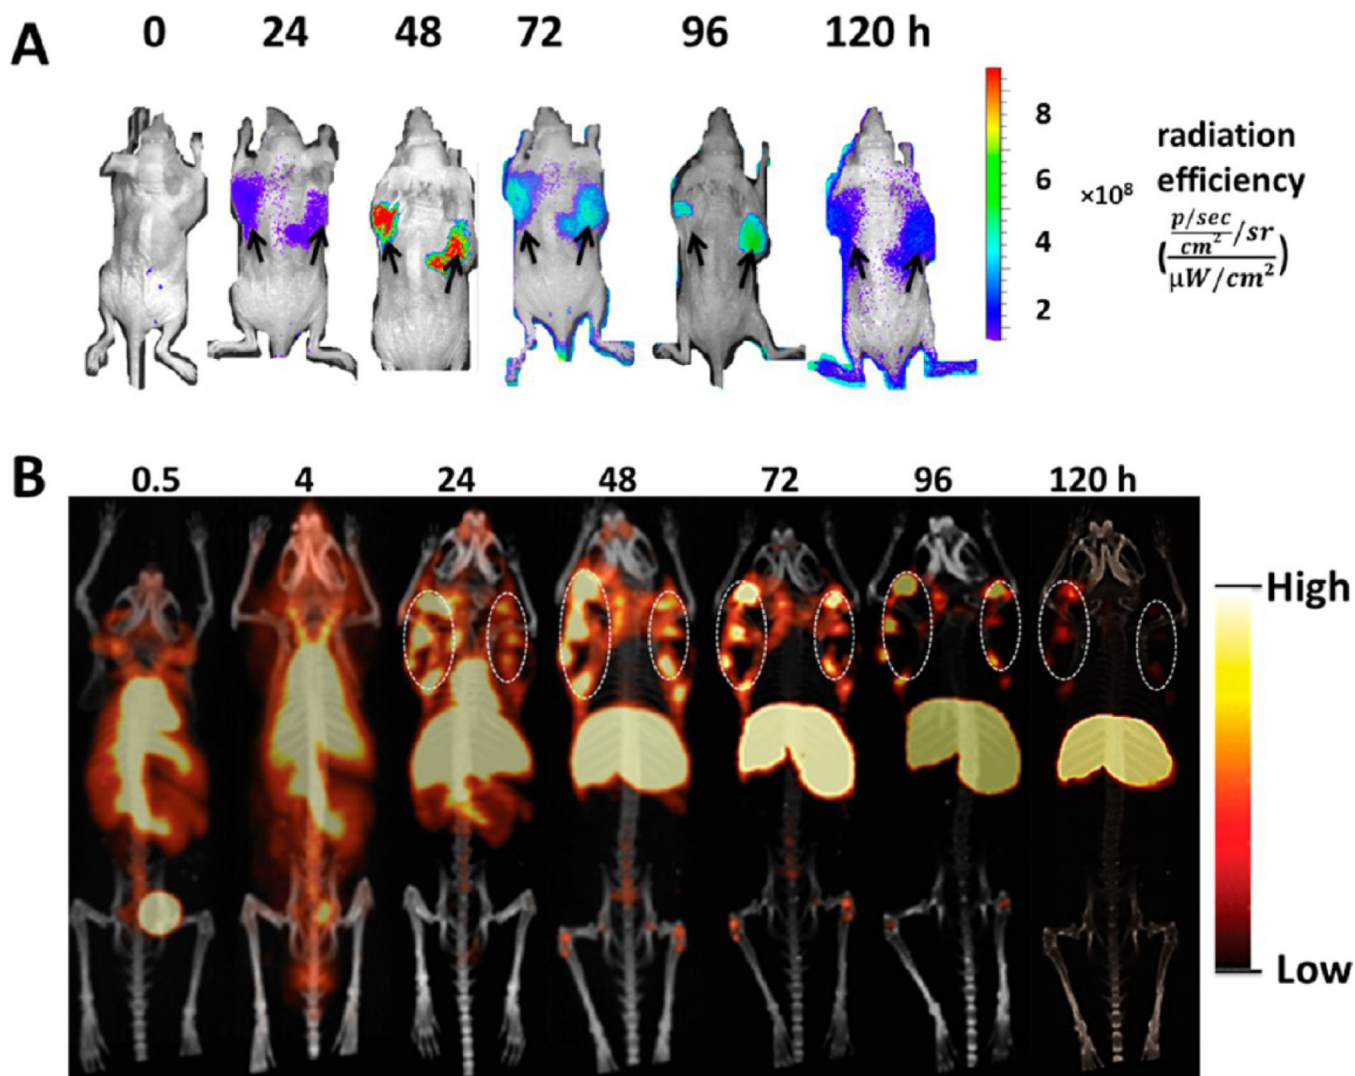 A
0 24 48 72 96 120 h
8
6
4
2
×10⁸
radiation
efficiency
(p/sec/cm²/sr / μW/cm²)
B
0.5 4 24 48 72 96 120 h
High
Low